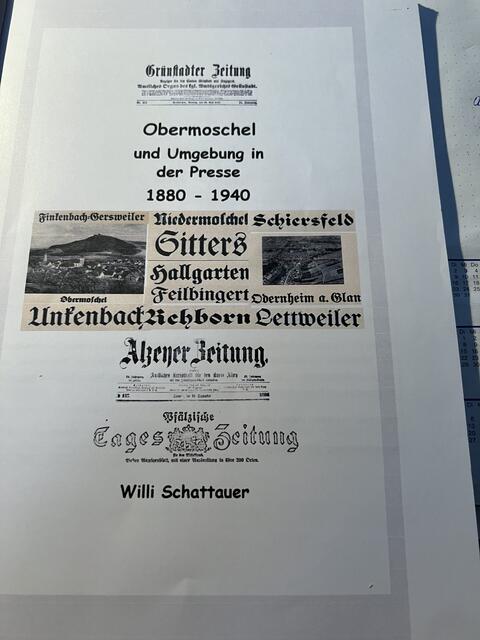 Grünstadter Zeitung
Amtliches Organ des kgl. Amtsgerichts Grünstadt.
Obermoschel
und Umgebung in
der Presse
1880 - 1940
Finkenbach-Gersweiler
Niedermoschel
Schiersfeld
Sitters
Hallgarten
Feilbingert
Obermoschel
Odernheim a. Glan
Unkenbach
Rehborn
Lettweiler
Alzeyer Zeitung.
Pfälzische
Tages Zeitung
Willi Schattauer